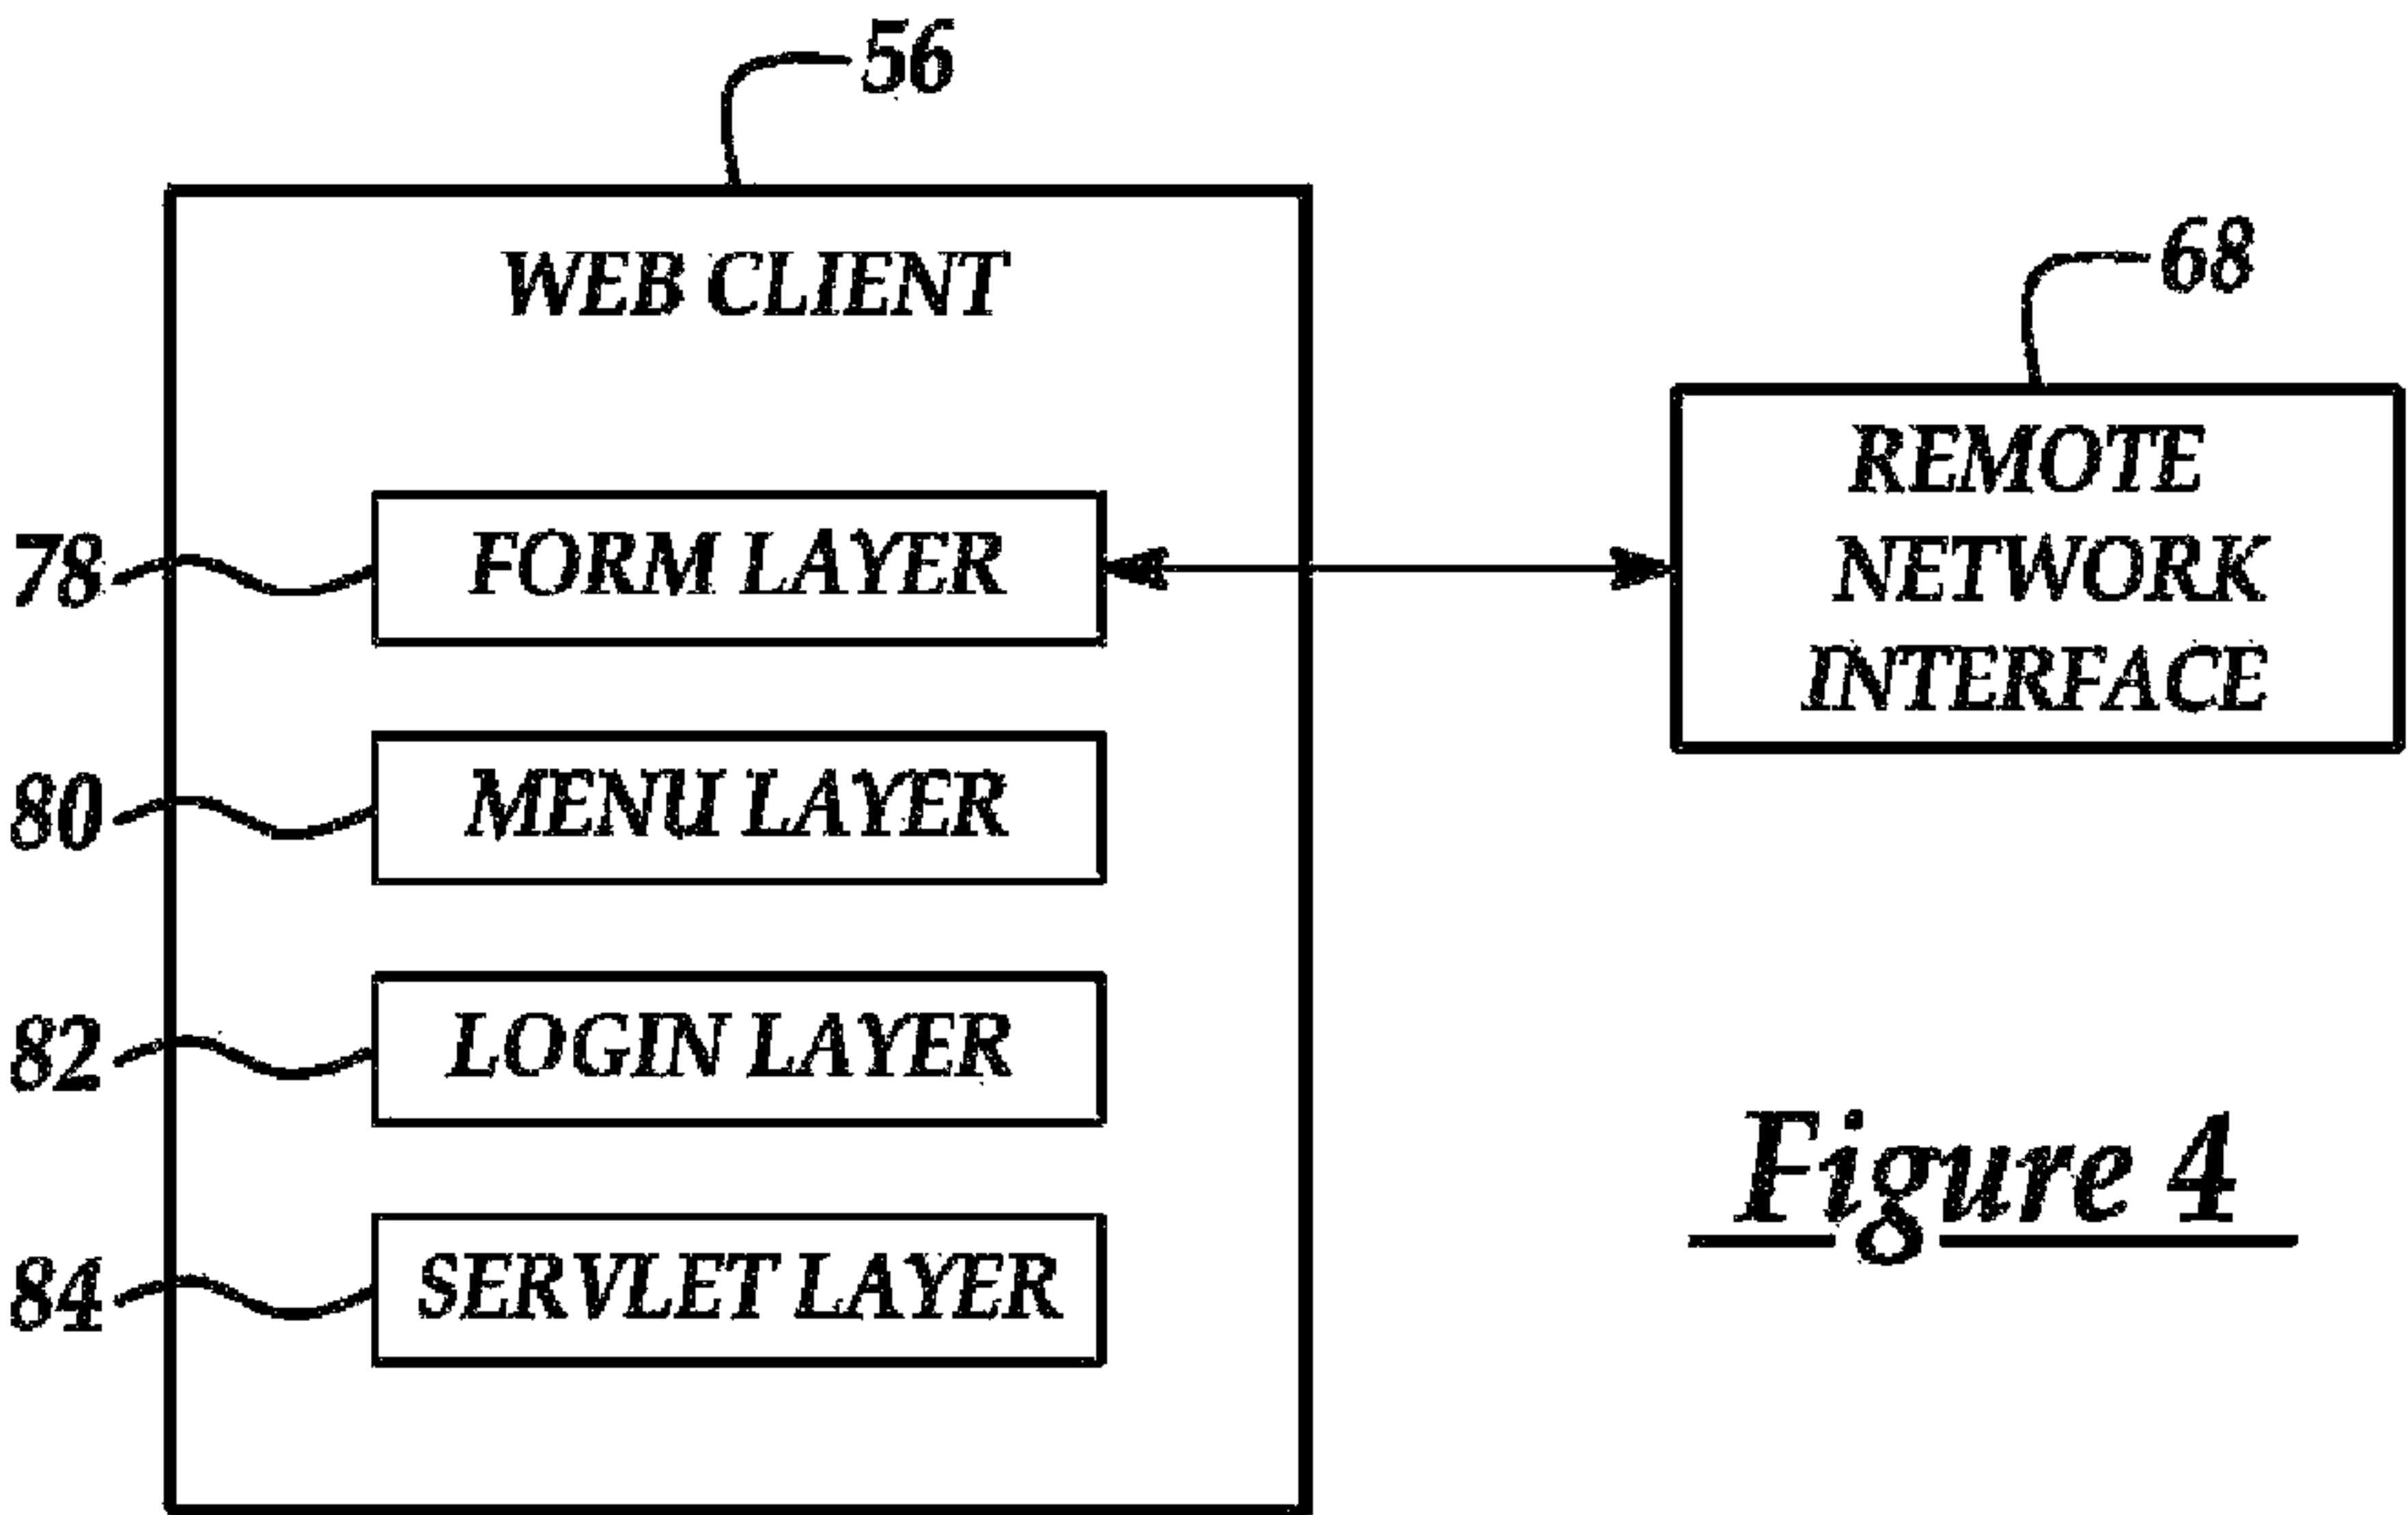 56
WEB CLIENT
68
REMOTE
NETWORK
INTERFACE
78
FORM LAYER
80
MENU LAYER
82
LOGIN LAYER
84
SERVLET LAYER
Figure 4